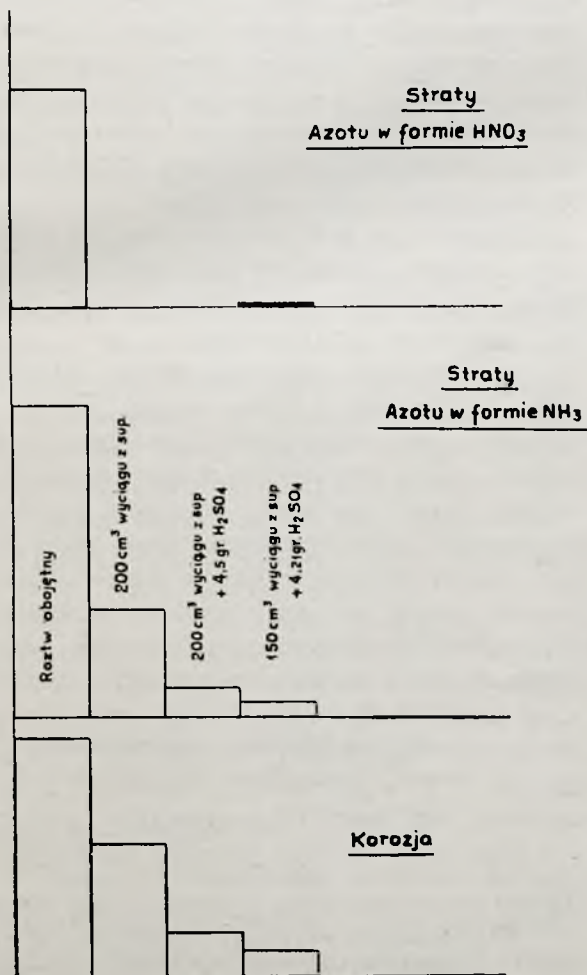 Straty
Azotu w formie HNO₃
Straty
Azotu w formie NH₃
Roztw obojętny
200 cm³ wyciągu z sup.
200 cm³ wyciągu z sup
+ 4,5 gr. H₂SO₄
150 cm³ wyciągu z sup
+ 4,21 gr. H₂SO₄
Korozja